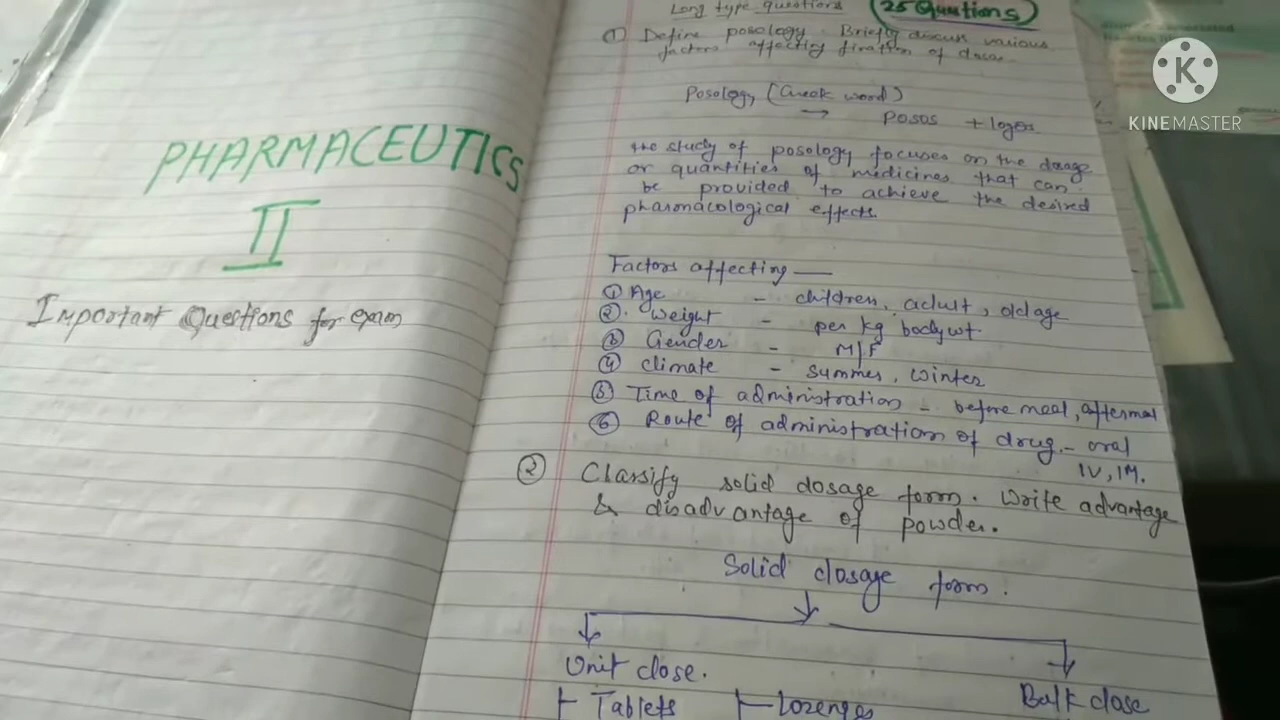 PHARMACEUTICS
II
Important Questions for exam
Long type questions
25 Questions
① Define posology. Briefly discuss various
factors affecting fixation of dose
Posology (Greek word)
→ Posos + logos
the study of posology focuses on the dosage
or quantities of medicines that can
be provided to achieve the desired
pharmacological effects.
Factors affecting —
① Age - children, adult, old age
②. Weight - per kg body wt.
③ Gender - M/F
④ climate - summer, winter
⑤ Time of administration - before meal, aftermeal
⑥ Route of administration of drug - oral
IV, IM.
② Classify solid dosage form. Write advantage
& disadvantage of powder.
Solid dosage form.
Unit dose.
Bulk dose
Tablets
Lozenges
KINEMASTER